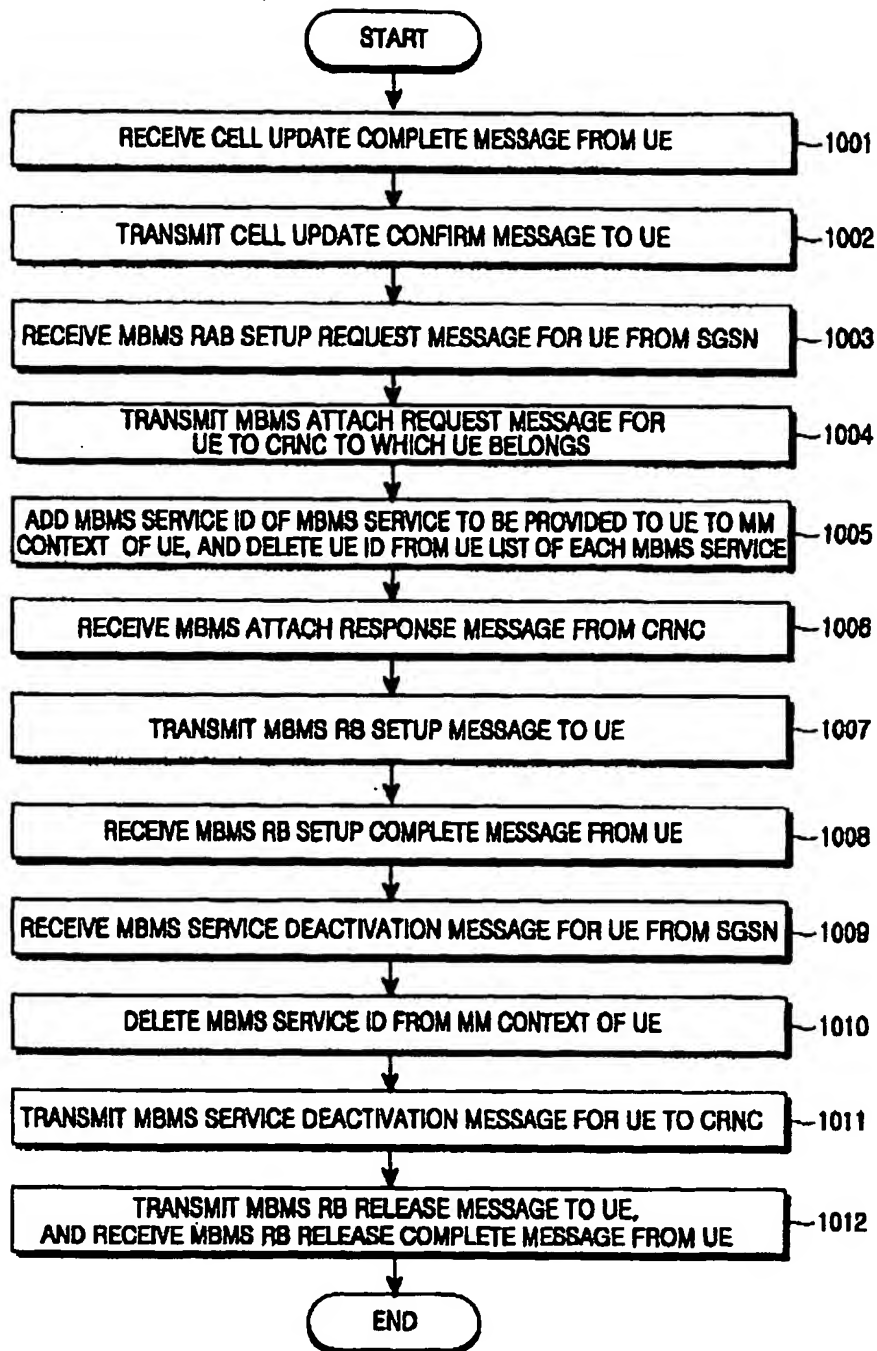 START
RECEIVE CELL UPDATE COMPLETE MESSAGE FROM UE
1001
TRANSMIT CELL UPDATE CONFIRM MESSAGE TO UE
1002
RECEIVE MBMS RAB SETUP REQUEST MESSAGE FOR UE FROM SGSN
1003
TRANSMIT MBMS ATTACH REQUEST MESSAGE FOR
UE TO CRNC TO WHICH UE BELONGS
1004
ADD MBMS SERVICE ID OF MBMS SERVICE TO BE PROVIDED TO UE TO MM
CONTEXT OF UE, AND DELETE UE ID FROM UE LIST OF EACH MBMS SERVICE
1005
RECEIVE MBMS ATTACH RESPONSE MESSAGE FROM CRNC
1006
TRANSMIT MBMS RB SETUP MESSAGE TO UE
1007
RECEIVE MBMS RB SETUP COMPLETE MESSAGE FROM UE
1008
RECEIVE MBMS SERVICE DEACTIVATION MESSAGE FOR UE FROM SGSN
1009
DELETE MBMS SERVICE ID FROM MM CONTEXT OF UE
1010
TRANSMIT MBMS SERVICE DEACTIVATION MESSAGE FOR UE TO CRNC
1011
TRANSMIT MBMS RB RELEASE MESSAGE TO UE,
AND RECEIVE MBMS RB RELEASE COMPLETE MESSAGE FROM UE
1012
END